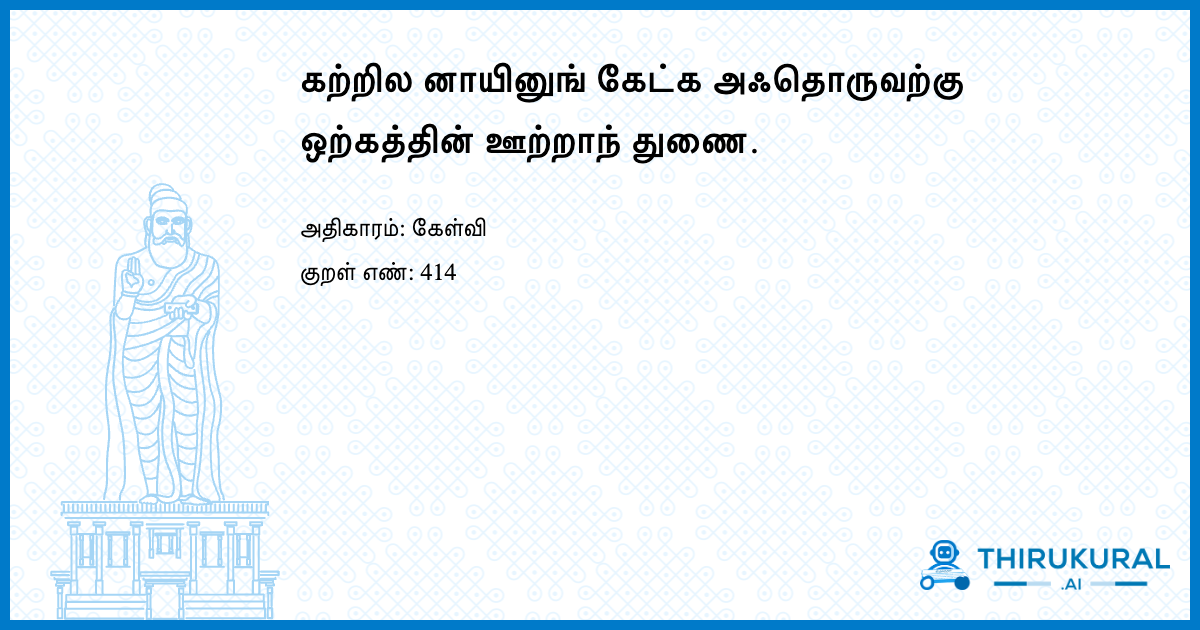 கற்றில னாயினுங் கேட்க அஃதொருவற்கு
ஒற்கத்தின் ஊற்றாந் துணை.
அதிகாரம்: கேள்வி
குறள் எண்: 414
THIRUKURAL
.AI